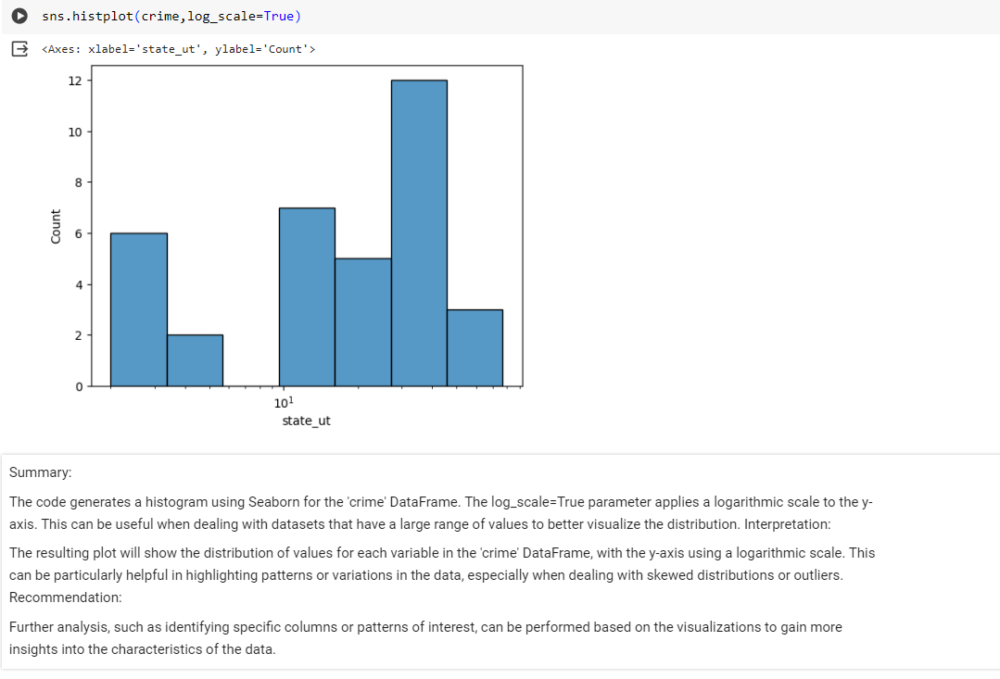 sns.histplot(crime,log_scale=True)
<Axes: xlabel='state_ut', ylabel='Count'>
12
10
8
6
4
2
0
Count
10¹
state_ut
Summary:
The code generates a histogram using Seaborn for the 'crime' DataFrame. The log_scale=True parameter applies a logarithmic scale to the y-
axis. This can be useful when dealing with datasets that have a large range of values to better visualize the distribution. Interpretation:
The resulting plot will show the distribution of values for each variable in the 'crime' DataFrame, with the y-axis using a logarithmic scale. This
can be particularly helpful in highlighting patterns or variations in the data, especially when dealing with skewed distributions or outliers.
Recommendation:
Further analysis, such as identifying specific columns or patterns of interest, can be performed based on the visualizations to gain more
insights into the characteristics of the data.